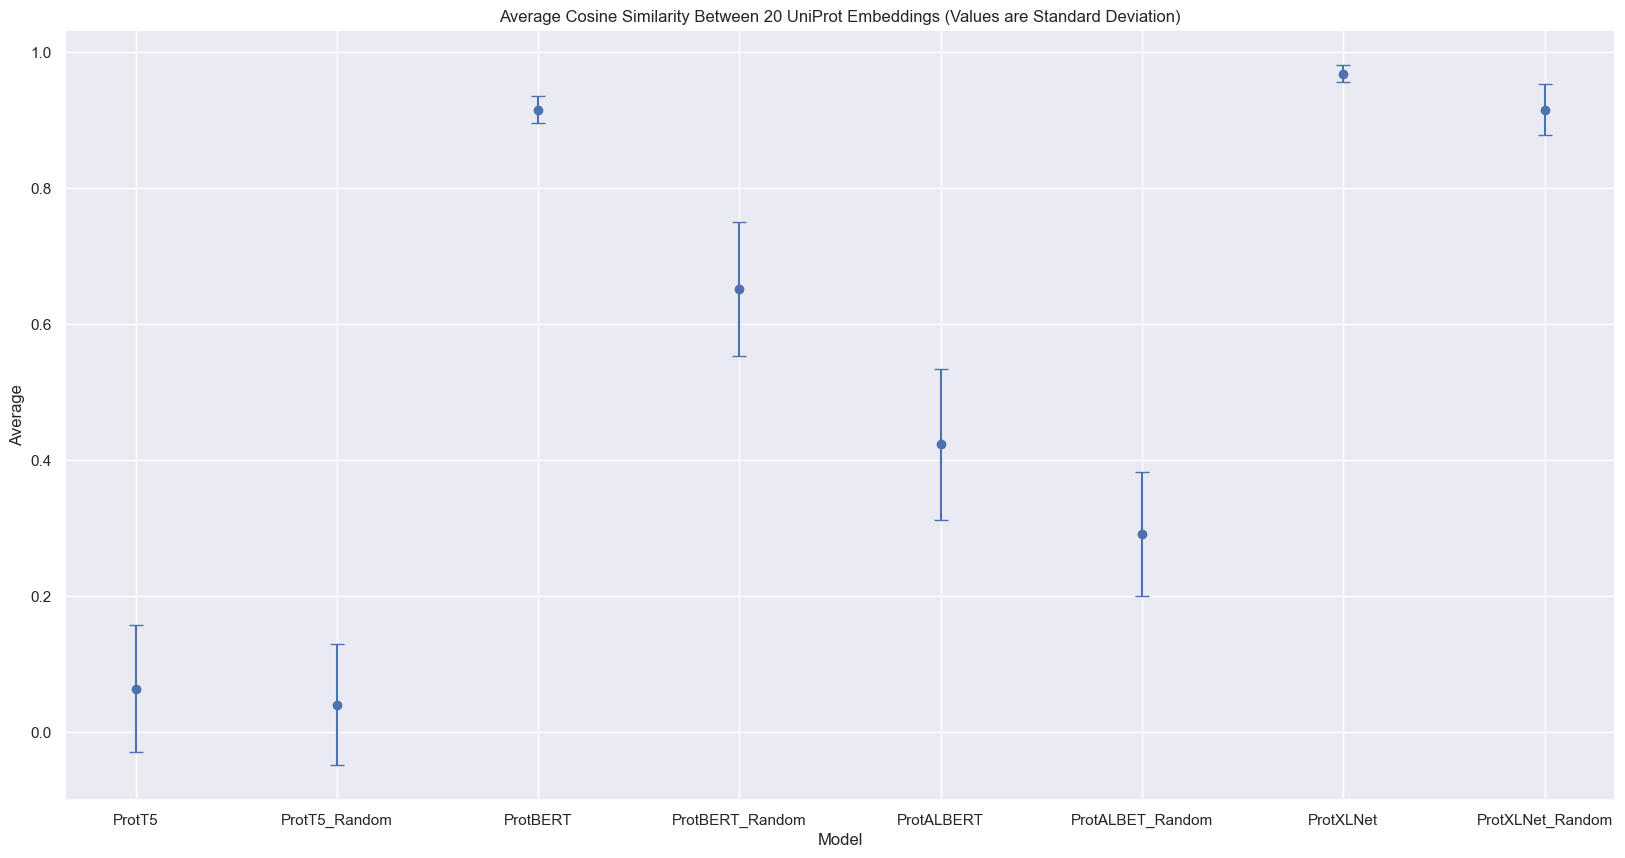 Average Cosine Similarity Between 20 UniProt Embeddings (Values are Standard Deviation)
1.0
0.8
0.6
0.4
0.2
0.0
Average
ProtT5 ProtT5_Random ProtBERT ProtBERT_Random ProtALBERT ProtALBET_Random ProtXLNet ProtXLNet_Random
Model